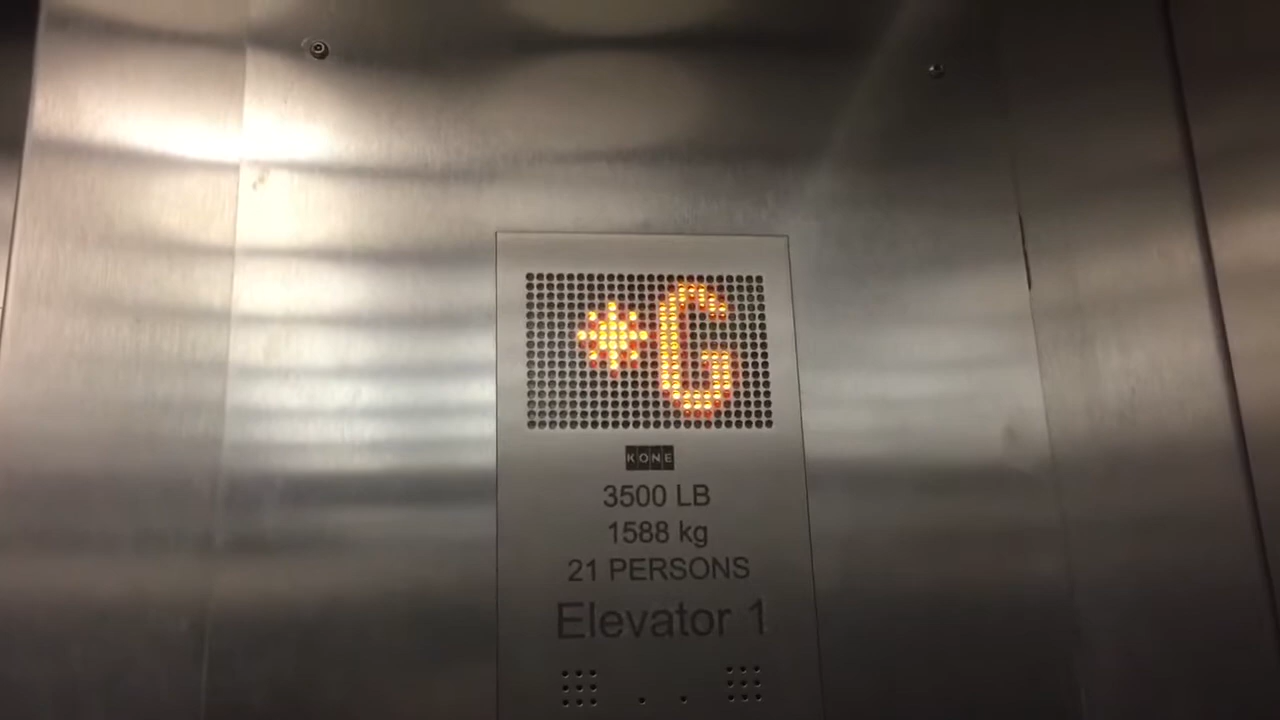 *G
KONE
3500 LB
1588 kg
21 PERSONS
Elevator 1